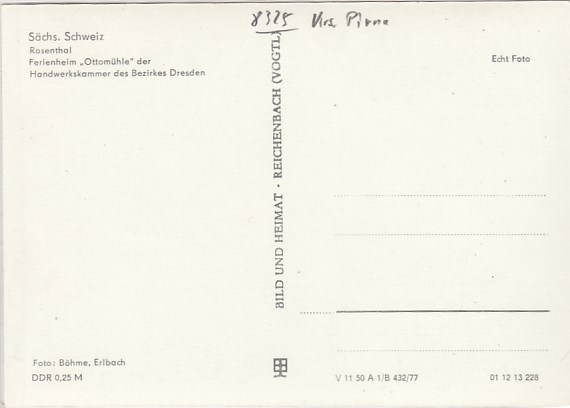 8325 Krs. Pirna
Sächs. Schweiz
Rosenthal
Ferienheim „Ottomühle" der
Handwerkskammer des Bezirkes Dresden
Echt Foto
BILD UND HEIMAT · REICHENBACH (VOGTL)
Foto: Böhme, Erlbach
DDR 0,25 M
V 11 50 A 1/B 432/77
01 12 13 228